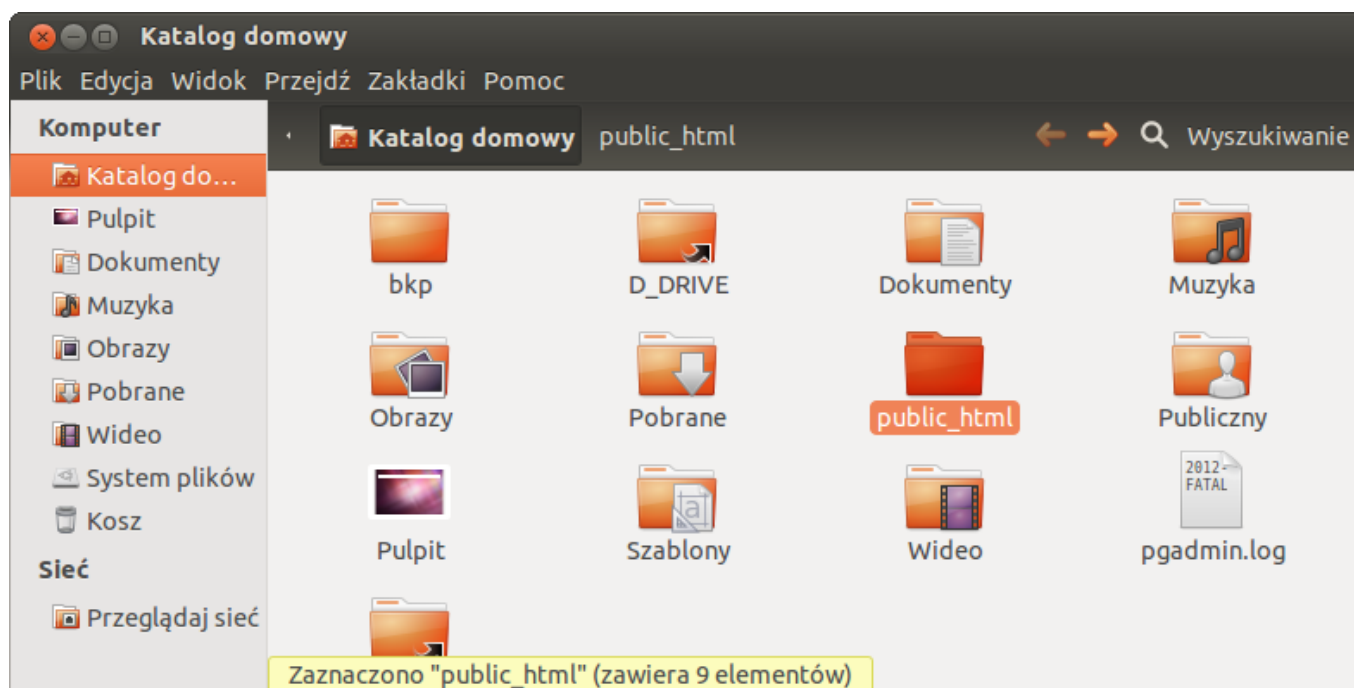 Katalog domowy
Plik Edycja Widok Przejdź Zakładki Pomoc
Komputer
Katalog do...
Pulpit
Dokumenty
Muzyka
Obrazy
Pobrane
Wideo
System plików
Kosz
Sieć
Przeglądaj sieć
Katalog domowy public_html Wyszukiwanie
bkp D_DRIVE Dokumenty Muzyka
Obrazy Pobrane public_html Publiczny
2012-
FATAL
Pulpit Szablony Wideo pgadmin.log
Zaznaczono "public_html" (zawiera 9 elementów)